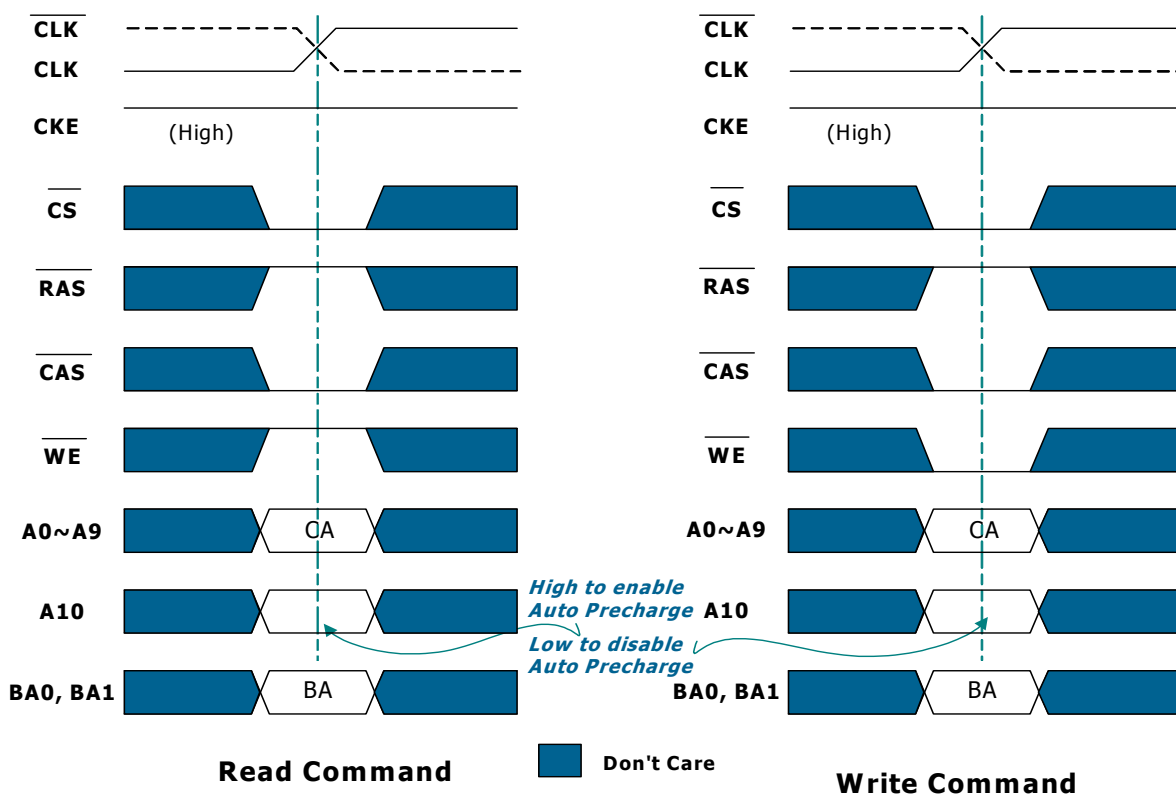 CLK
CLK
CKE
(High)
CS
RAS
CAS
WE
A0~A9
CA
A10
BA0, BA1
BA
Read Command
High to enable
Auto Precharge
Low to disable
Auto Precharge
Don't Care
CLK
CLK
CKE
(High)
CS
RAS
CAS
WE
A0~A9
CA
A10
BA0, BA1
BA
Write Command